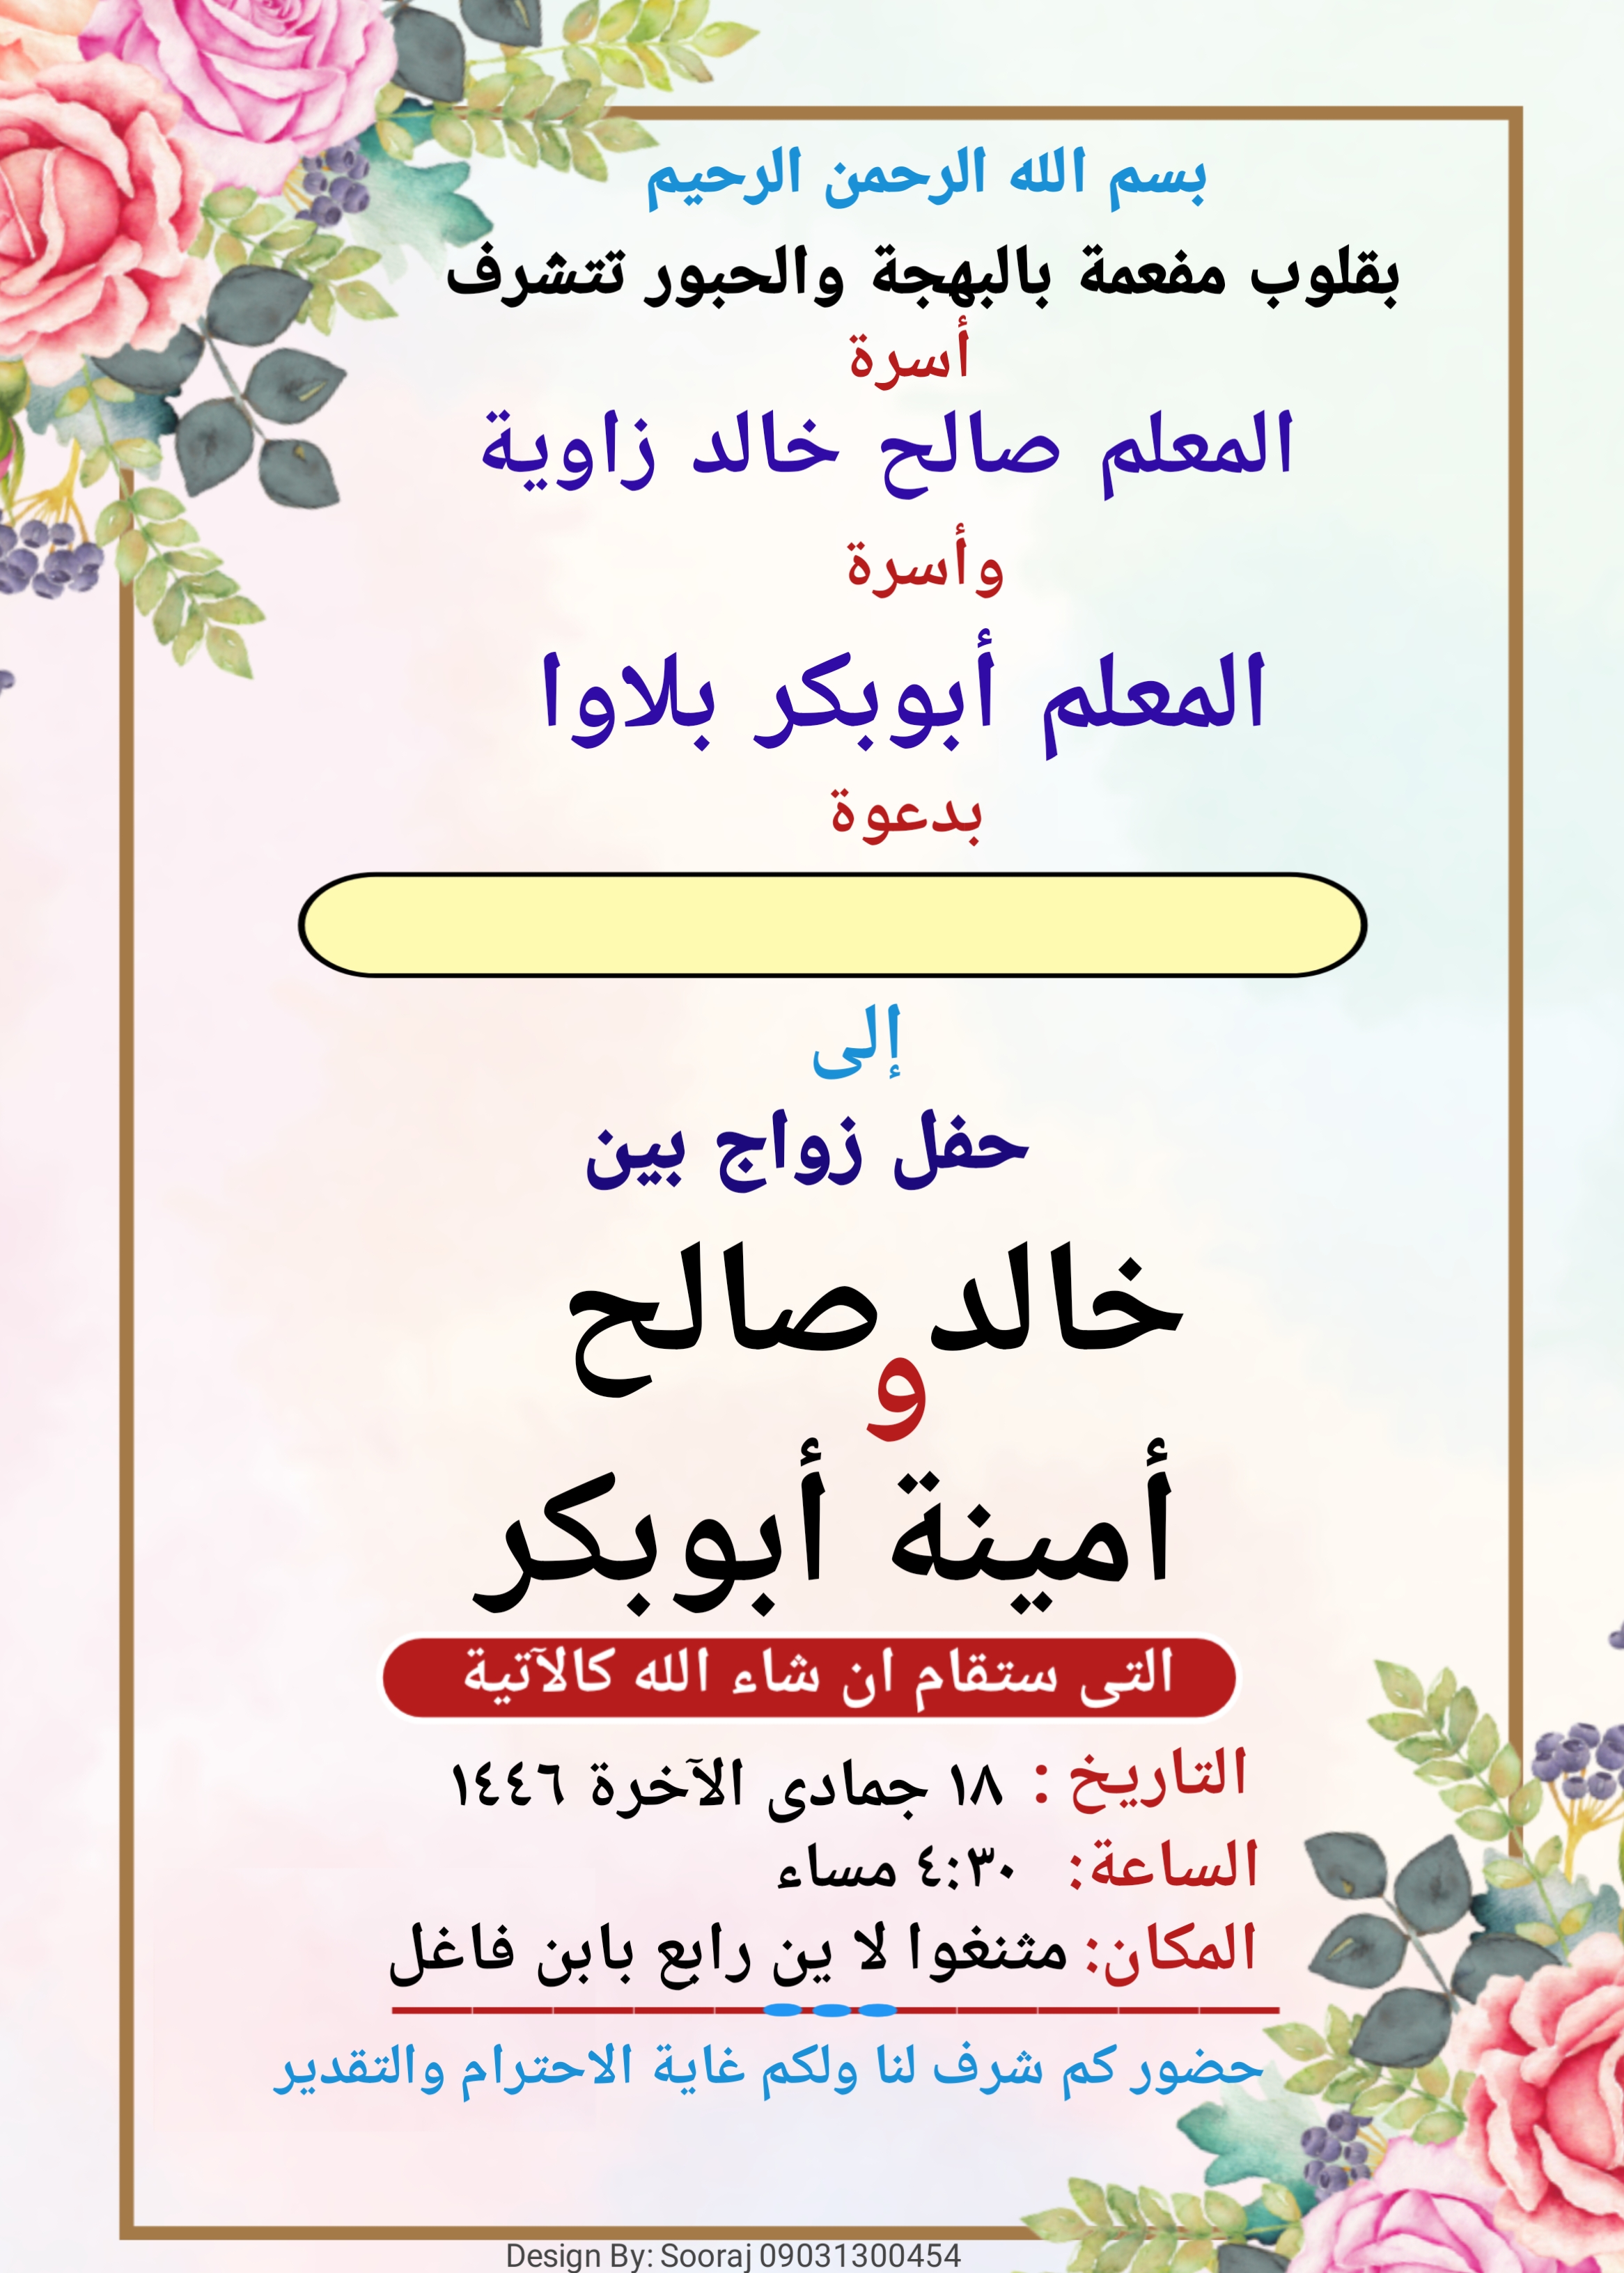 بسم الله الرحمن الرحيم
بقلوب مفعمة بالبهجة والحبور تتشرف
أسرة
المعلم صالح خالد زاوية
وأسرة
المعلم أبوبكر بلاوا
بدعوة
إلى
حفل زواج بين
خالد صالح
و
أمينة أبوبكر
التى ستقام ان شاء الله كالآتية
التاريخ : ١٨ جمادى الآخرة ١٤٤٦
الساعة: ٤:٣٠ مساء
المكان: مثنغوا لا ين رابع بابن فاغل
حضور كم شرف لنا ولكم غاية الاحترام والتقدير
Design By: Sooraj 09031300454